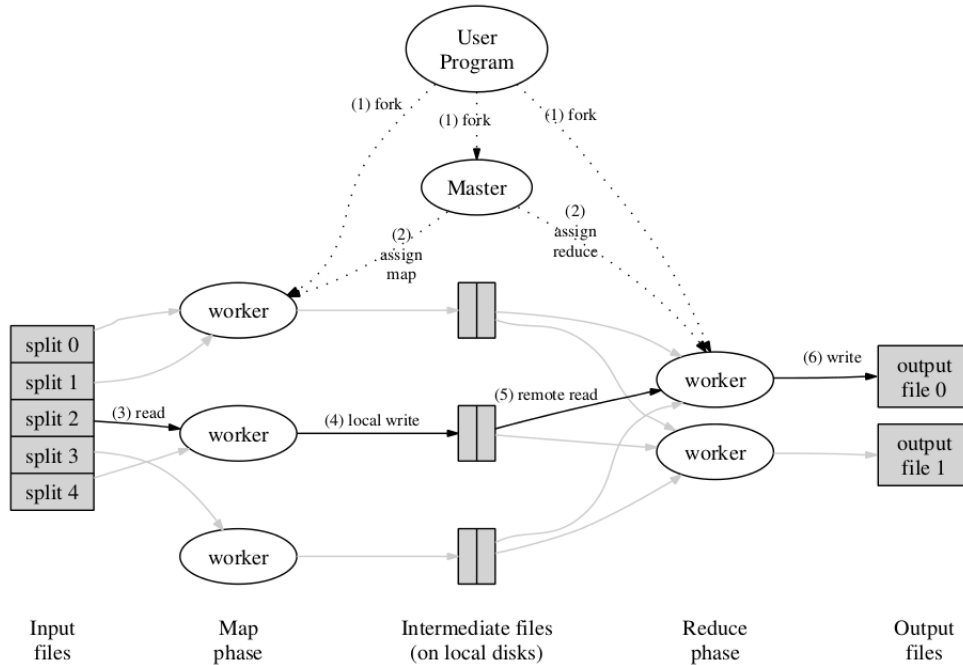 User
Program
(1) fork
(1) fork
(1) fork
Master
(2)
assign
map
(2)
assign
reduce
worker
split 0
split 1
split 2
split 3
split 4
(3) read
worker
(4) local write
(5) remote read
worker
(6) write
output
file 0
worker
output
file 1
worker
Input
files
Map
phase
Intermediate files
(on local disks)
Reduce
phase
Output
files